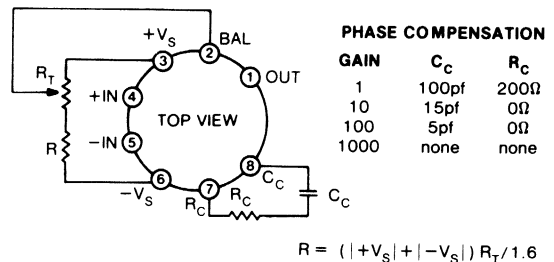 +V_S
2
BAL
PHASE COMPENSATION
GAIN C_C R_C
1 100pf 200Ω
10 15pf 0Ω
100 5pf 0Ω
1000 none none
3
1
OUT
R_T
+IN
4
TOP VIEW
R
-IN
5
-V_S
6
7
8
R_C
R_C
C_C
C_C
R = (|+V_S|+|-V_S|) R_T/1.6